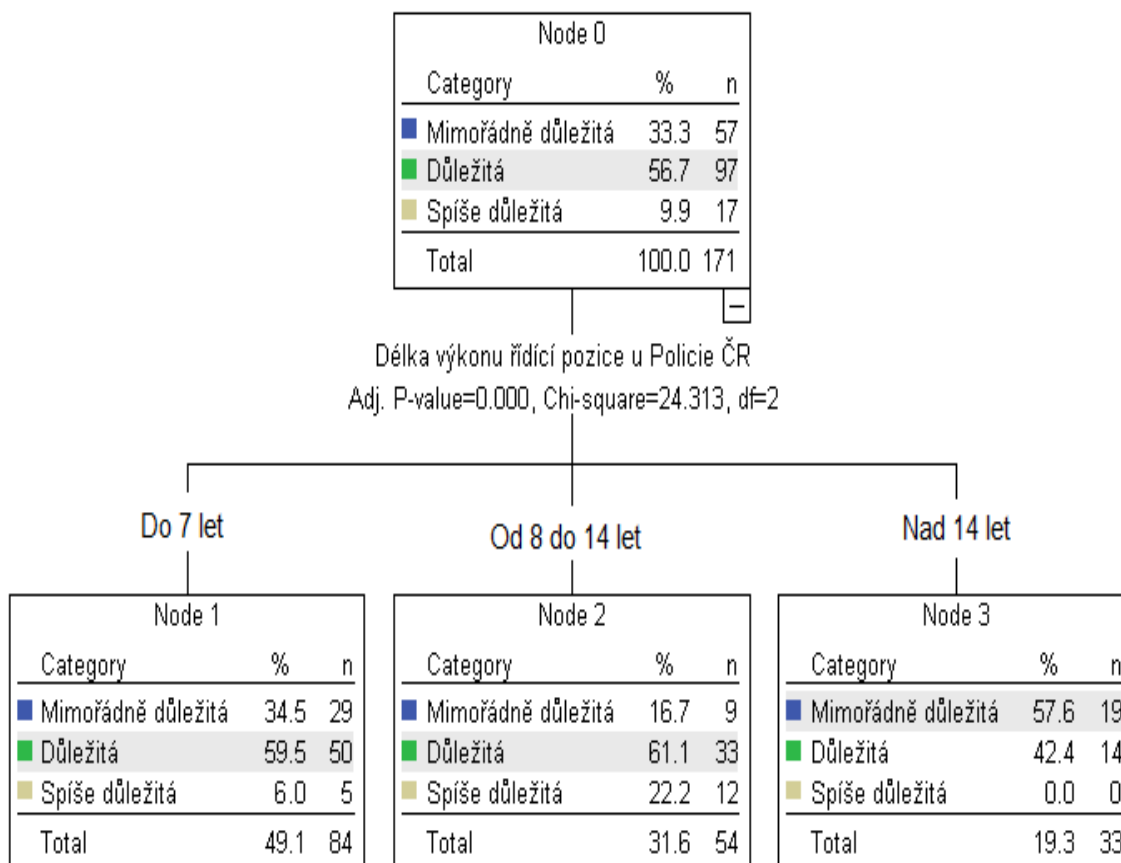 Node 0
Category % n
Mimořádně důležitá 33.3 57
Důležitá 56.7 97
Spíše důležitá 9.9 17
Total 100.0 171
Délka výkonu řídící pozice u Policie ČR
Adj. P-value=0.000, Chi-square=24.313, df=2
Do 7 let
Od 8 do 14 let
Nad 14 let
Node 1
Category % n
Mimořádně důležitá 34.5 29
Důležitá 59.5 50
Spíše důležitá 6.0 5
Total 49.1 84
Node 2
Category % n
Mimořádně důležitá 16.7 9
Důležitá 61.1 33
Spíše důležitá 22.2 12
Total 31.6 54
Node 3
Category % n
Mimořádně důležitá 57.6 19
Důležitá 42.4 14
Spíše důležitá 0.0 0
Total 19.3 33